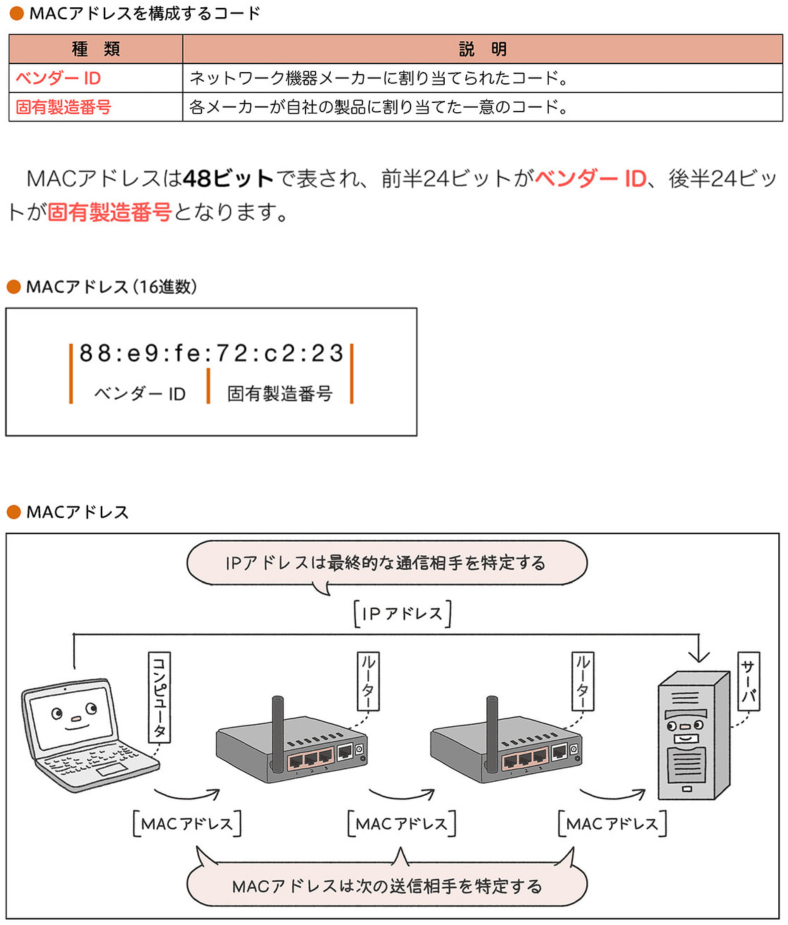 ● MACアドレスを構成するコード
種 類 説 明
ベンダー ID ネットワーク機器メーカーに割り当てられたコード。
固有製造番号 各メーカーが自社の製品に割り当てた一意のコード。
MACアドレスは48ビットで表され、前半24ビットがベンダー ID、後半24ビッ
トが固有製造番号となります。
● MACアドレス（16進数）
88:e9:fe:72:c2:23
ベンダー ID 固有製造番号
● MACアドレス
IPアドレスは最終的な通信相手を特定する
[IP アドレス]
コンピュータ
ルーター
ルーター
サーバ
[MAC アドレス] [MAC アドレス] [MAC アドレス]
MACアドレスは次の送信相手を特定する